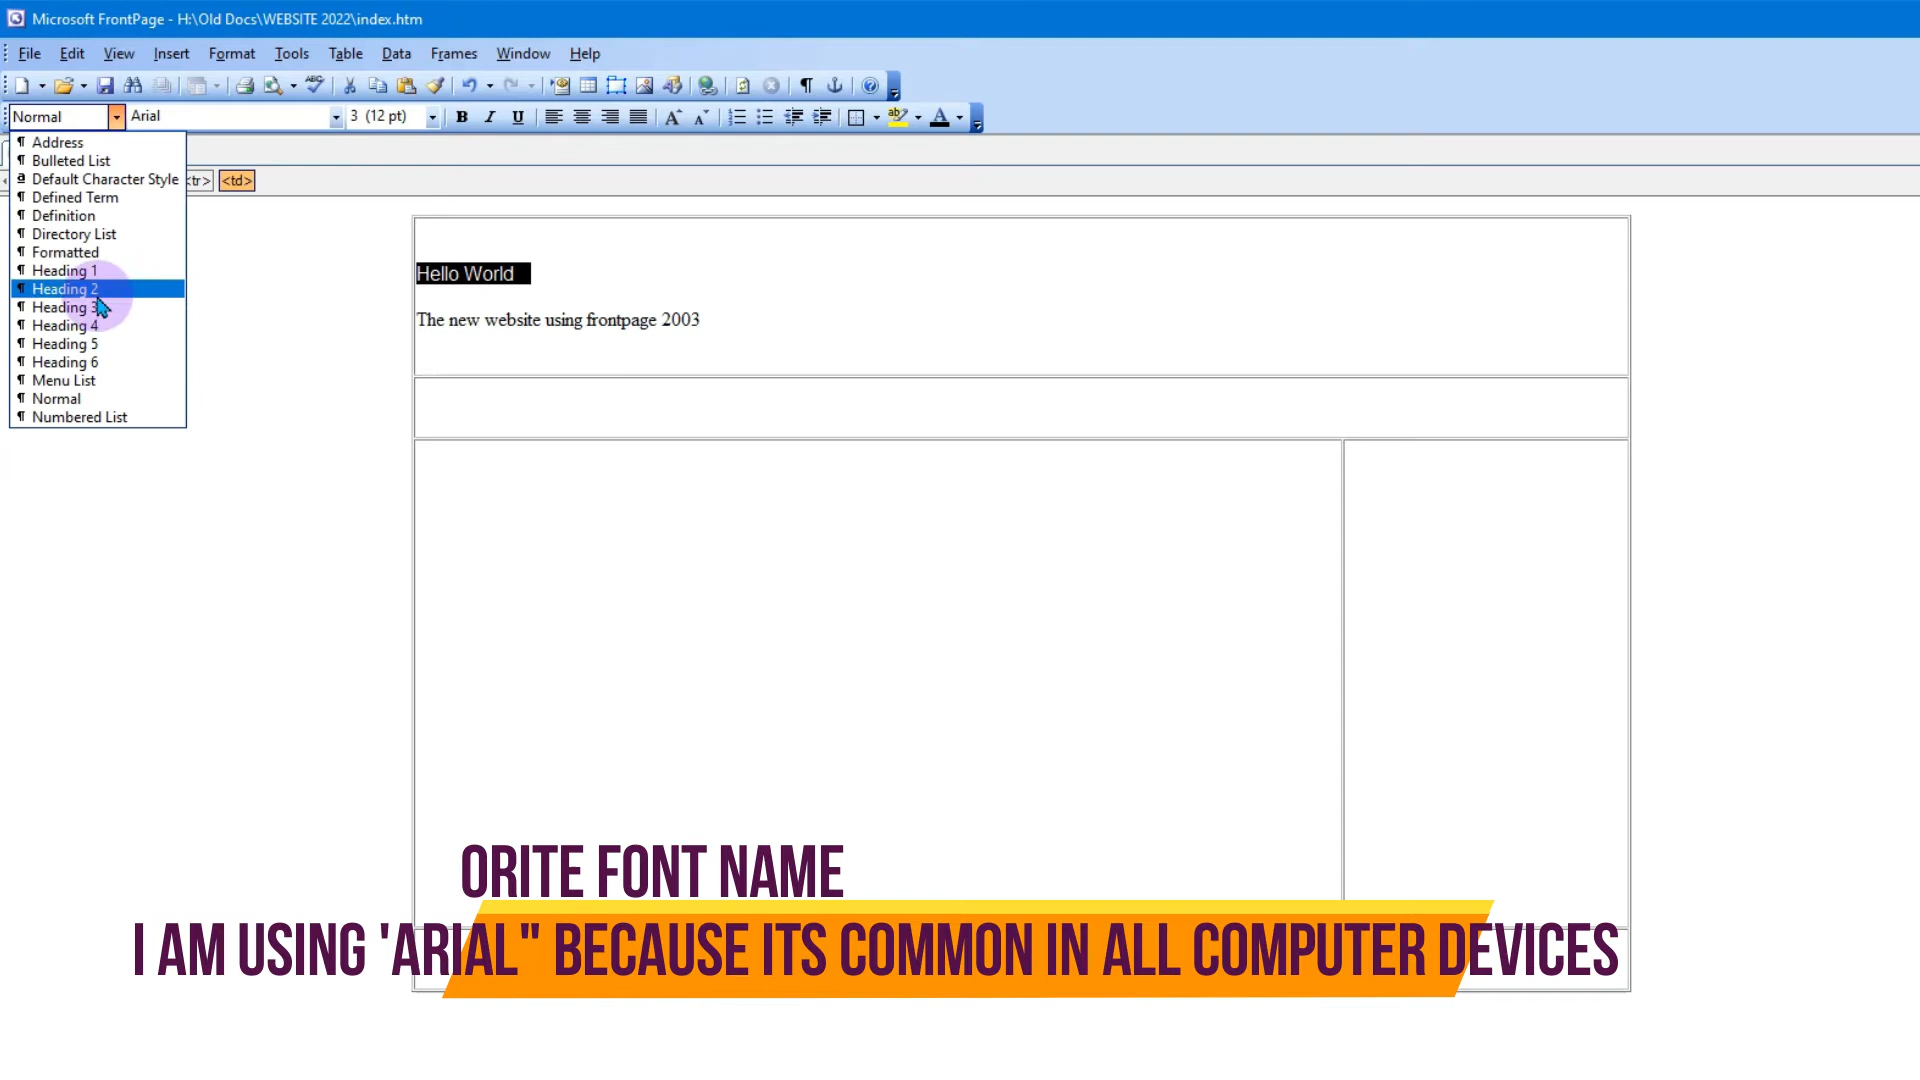 Microsoft FrontPage - H:\Old Docs\WEBSITE 2022\index.htm
File Edit View Insert Format Tools Table Data Frames Window Help
Normal Arial 3 (12 pt) B I U
Address
Bulleted List
Default Character Style <tr> <td>
Defined Term
Definition
Directory List
Formatted
Heading 1
Heading 2
Heading 3
Heading 4
Heading 5
Heading 6
Menu List
Normal
Numbered List
Hello World
The new website using frontpage 2003
ORITE FONT NAME
I AM USING 'ARIAL" BECAUSE ITS COMMON IN ALL COMPUTER DEVICES